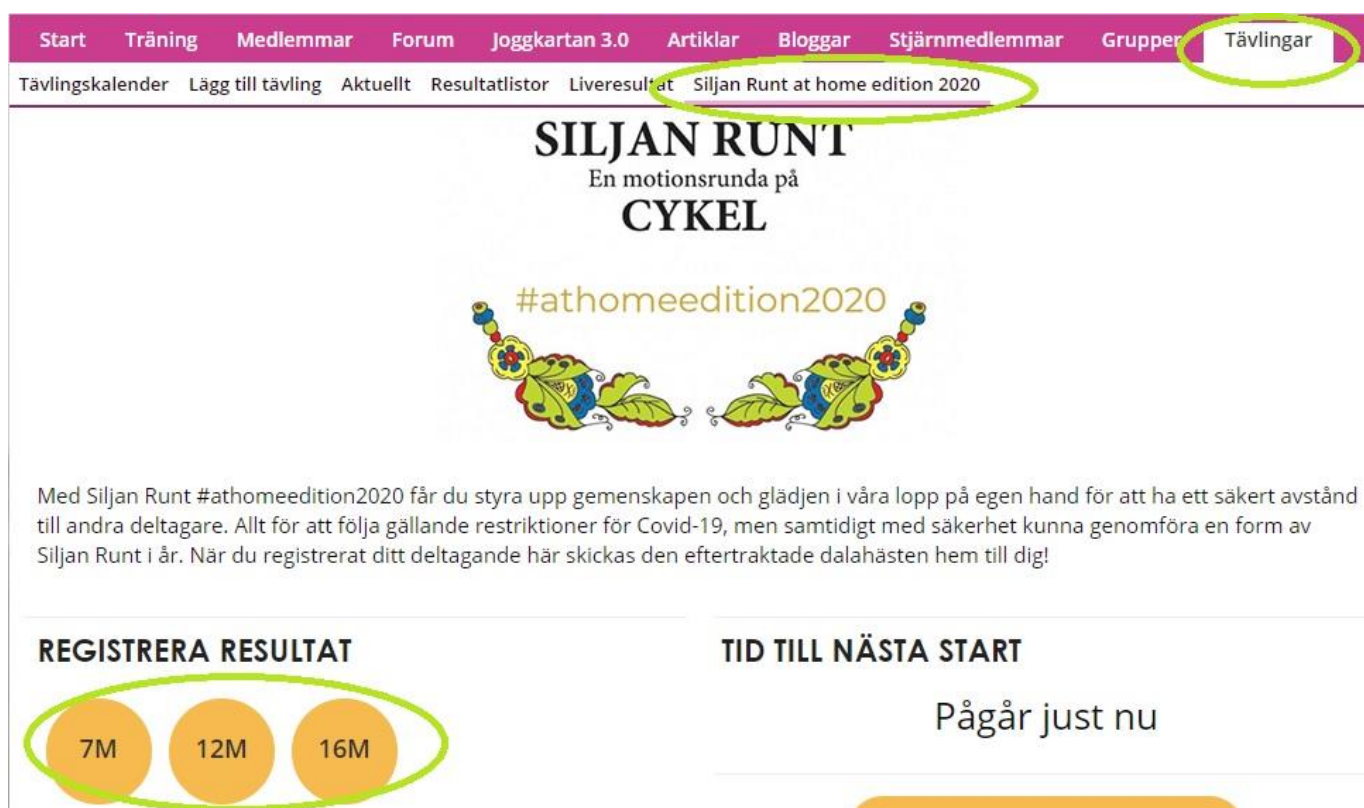 Start Träning Medlemmar Forum Joggkartan 3.0 Artiklar Bloggar Stjärnmedlemmar Grupper Tävlingar
Tävlingskalender Lägg till tävling Aktuellt Resultatlistor Liveresultat Siljan Runt at home edition 2020
SILJAN RUNT
En motionsrunda på
CYKEL
#athomeedition2020
Med Siljan Runt #athomeedition2020 får du styra upp gemenskapen och glädjen i våra lopp på egen hand för att ha ett säkert avstånd
till andra deltagare. Allt för att följa gällande restriktioner för Covid-19, men samtidigt med säkerhet kunna genomföra en form av
Siljan Runt i år. När du registrerat ditt deltagande här skickas den eftertraktade dalahästen hem till dig!
REGISTRERA RESULTAT
7M 12M 16M
TID TILL NÄSTA START
Pågår just nu